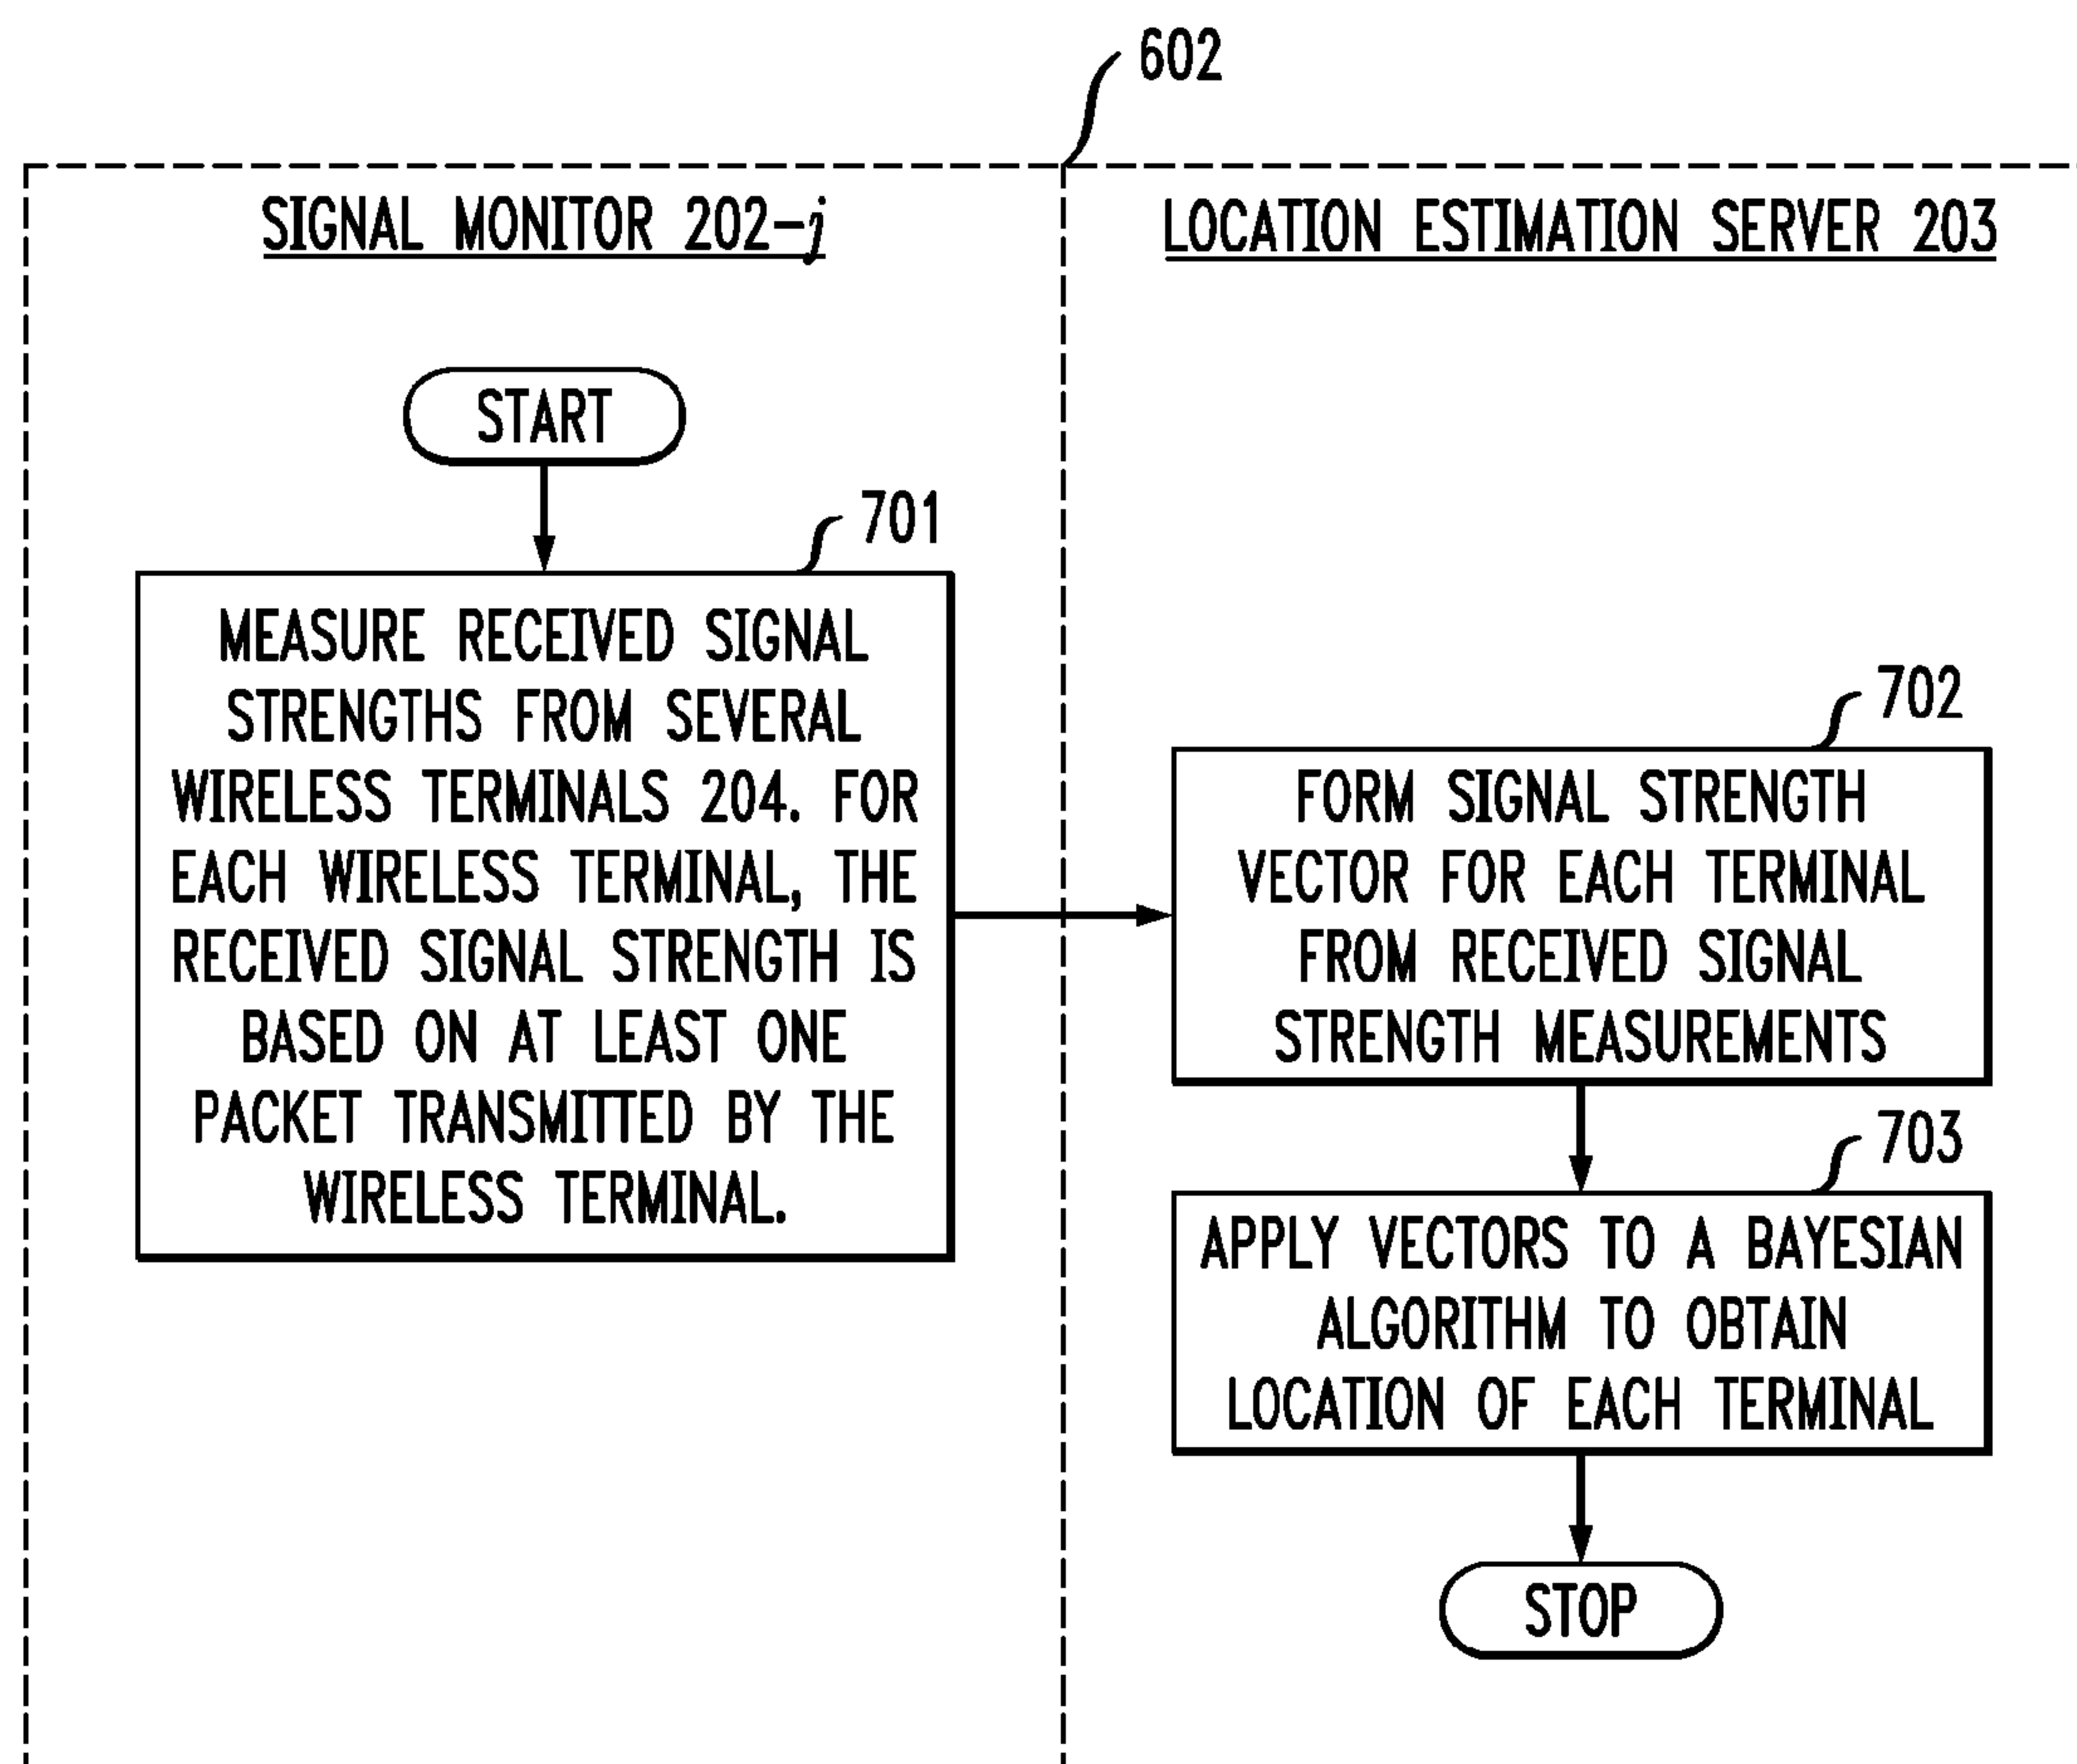 602
SIGNAL MONITOR 202-j
LOCATION ESTIMATION SERVER 203
START
701
MEASURE RECEIVED SIGNAL
STRENGTHS FROM SEVERAL
WIRELESS TERMINALS 204. FOR
EACH WIRELESS TERMINAL, THE
RECEIVED SIGNAL STRENGTH IS
BASED ON AT LEAST ONE
PACKET TRANSMITTED BY THE
WIRELESS TERMINAL.
702
FORM SIGNAL STRENGTH
VECTOR FOR EACH TERMINAL
FROM RECEIVED SIGNAL
STRENGTH MEASUREMENTS
703
APPLY VECTORS TO A BAYESIAN
ALGORITHM TO OBTAIN
LOCATION OF EACH TERMINAL
STOP